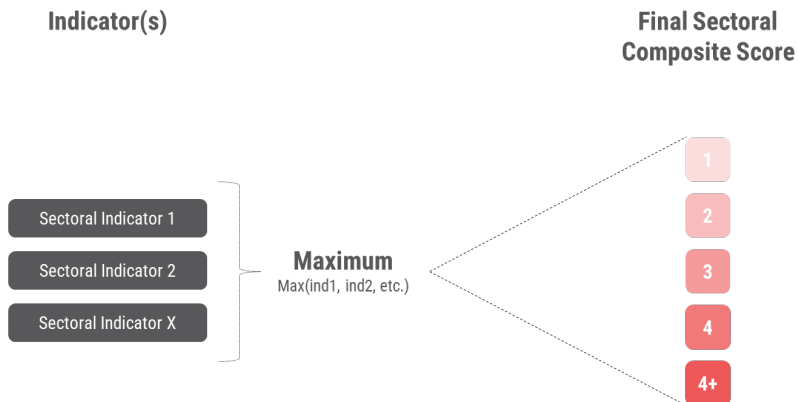 Indicator(s)
Final Sectoral
Composite Score
Sectoral Indicator 1
Sectoral Indicator 2
Sectoral Indicator X
Maximum
Max(ind1, ind2, etc.)
1
2
3
4
4+